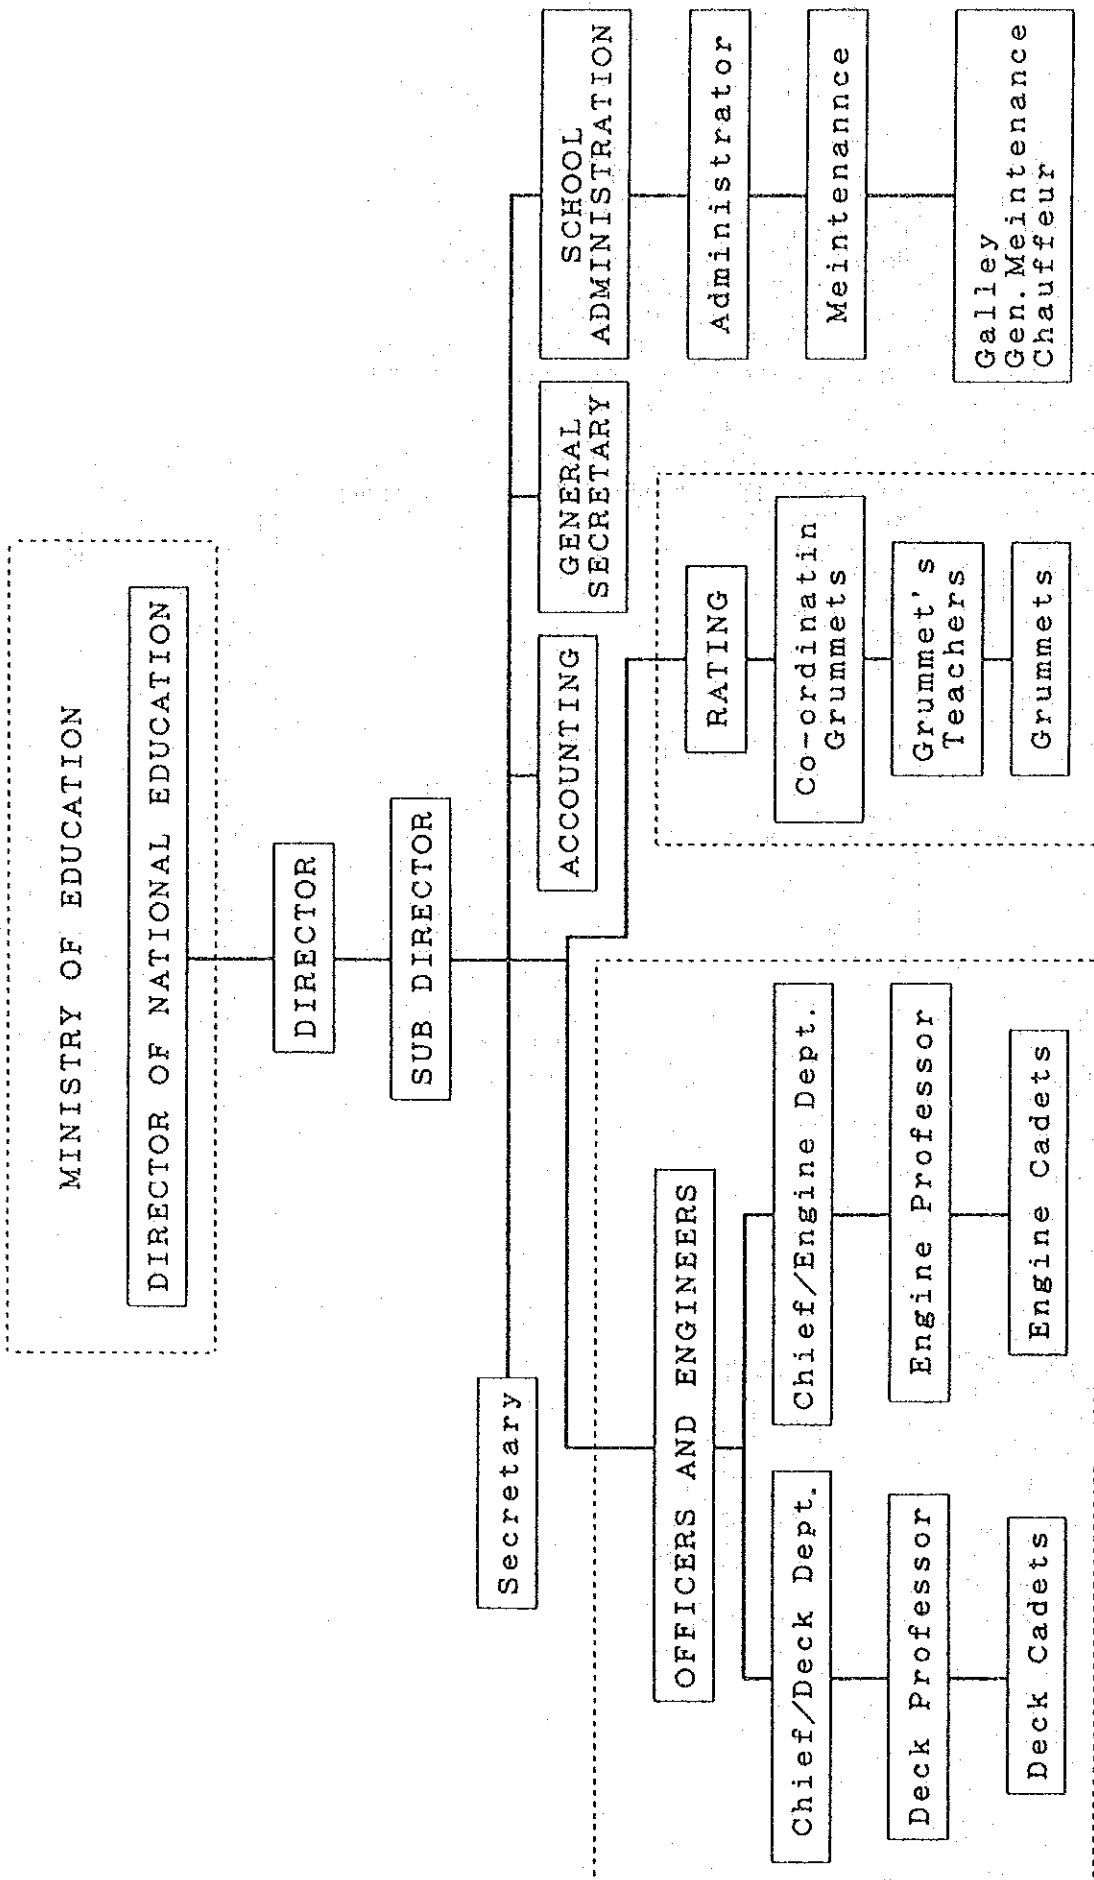 MINISTRY OF EDUCATION
DIRECTOR OF NATIONAL EDUCATION
DIRECTOR
SUB DIRECTOR
Secretary
ACCOUNTING
GENERAL
SECRETARY
SCHOOL
ADMINISTRATION
OFFICERS AND ENGINEERS
Chief/Deck Dept.
Deck Professor
Deck Cadets
Chief/Engine Dept.
Engine Professor
Engine Cadets
RATING
Co-ordinatin
Grummets
Grummet's
Teachers
Grummets
Administrator
Meintenannce
Galley
Gen. Meintenance
Chauffeur